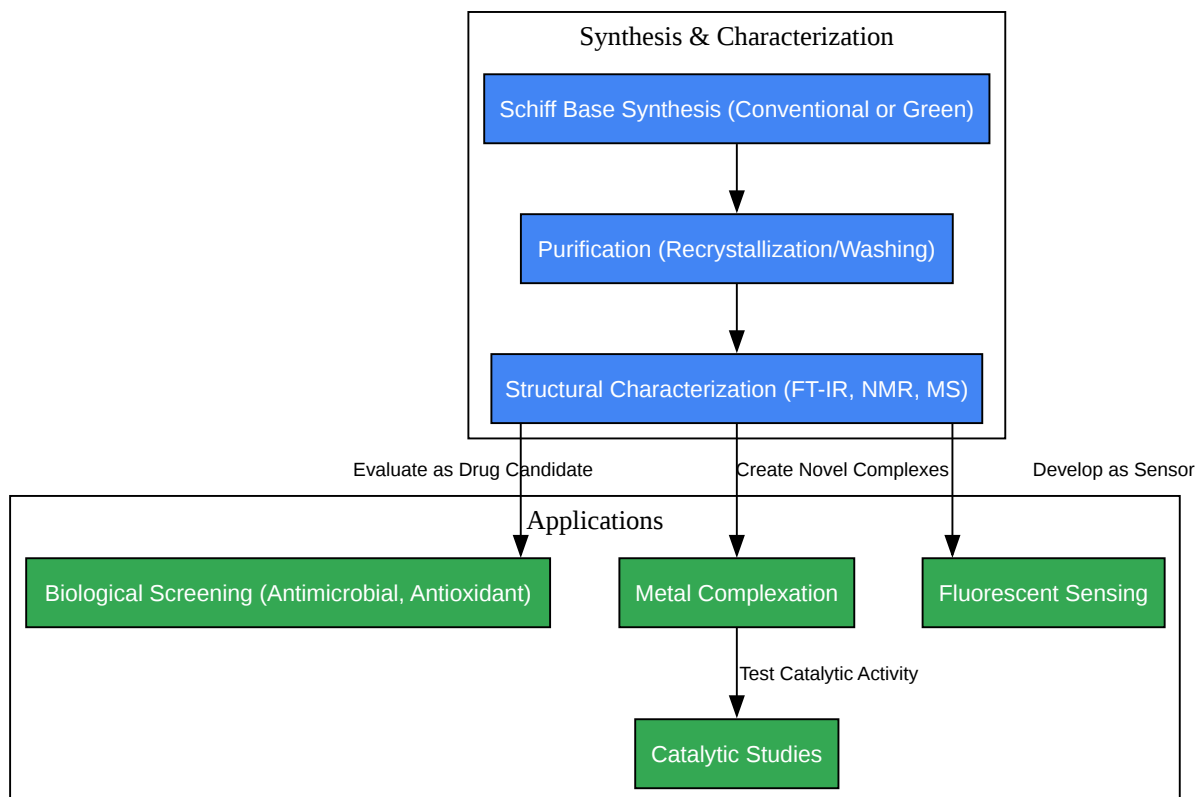 Synthesis & Characterization
Schiff Base Synthesis (Conventional or Green)
Purification (Recrystallization/Washing)
Structural Characterization (FT-IR, NMR, MS)
Evaluate as Drug Candidate
Create Novel Complexes
Develop as Sensor
Applications
Biological Screening (Antimicrobial, Antioxidant)
Metal Complexation
Fluorescent Sensing
Test Catalytic Activity
Catalytic Studies